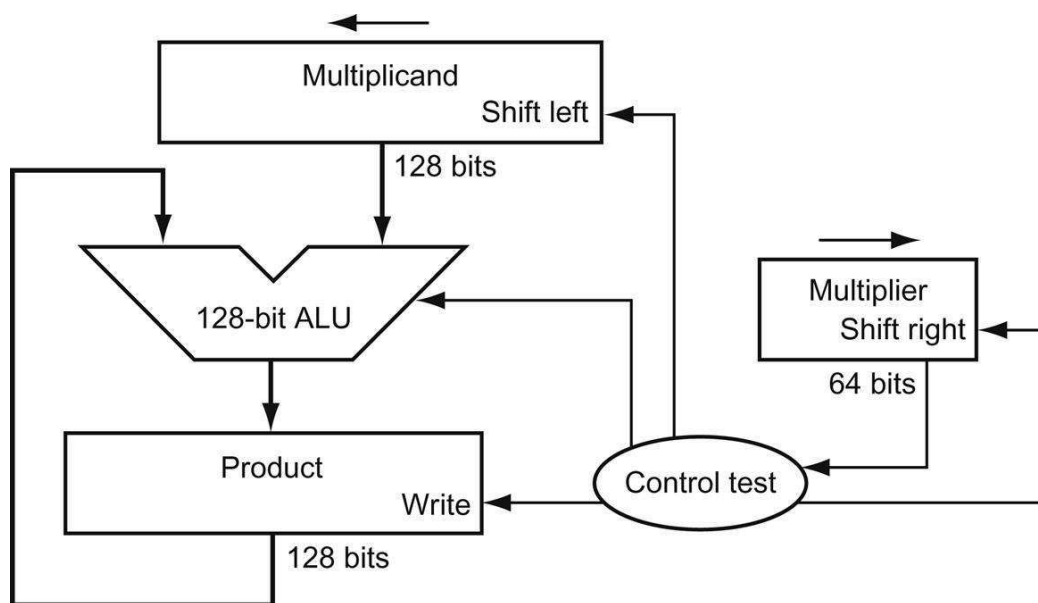 Multiplicand
Shift left
128 bits
128-bit ALU
Multiplier
Shift right
64 bits
Product
Write
Control test
128 bits